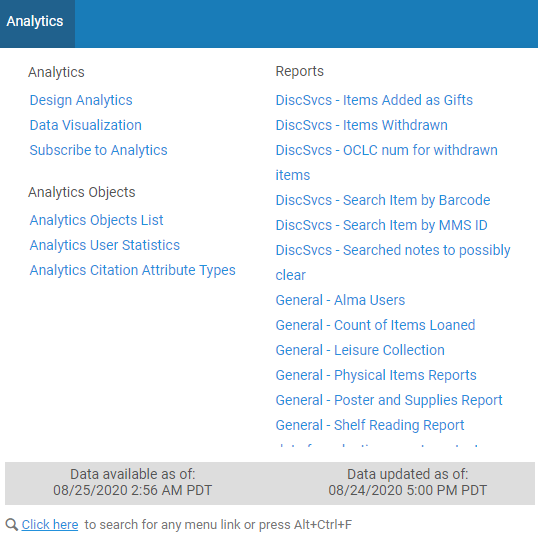 Analytics
Analytics
Design Analytics
Data Visualization
Subscribe to Analytics
Analytics Objects
Analytics Objects List
Analytics User Statistics
Analytics Citation Attribute Types
Reports
DiscSvcs - Items Added as Gifts
DiscSvcs - Items Withdrawn
DiscSvcs - OCLC num for withdrawn
items
DiscSvcs - Search Item by Barcode
DiscSvcs - Search Item by MMS ID
DiscSvcs - Searched notes to possibly
clear
General - Alma Users
General - Count of Items Loaned
General - Leisure Collection
General - Physical Items Reports
General - Poster and Supplies Report
General - Shelf Reading Report
Data available as of:
08/25/2020 2:56 AM PDT
Data updated as of:
08/24/2020 5:00 PM PDT
Click here to search for any menu link or press Alt+Ctrl+F